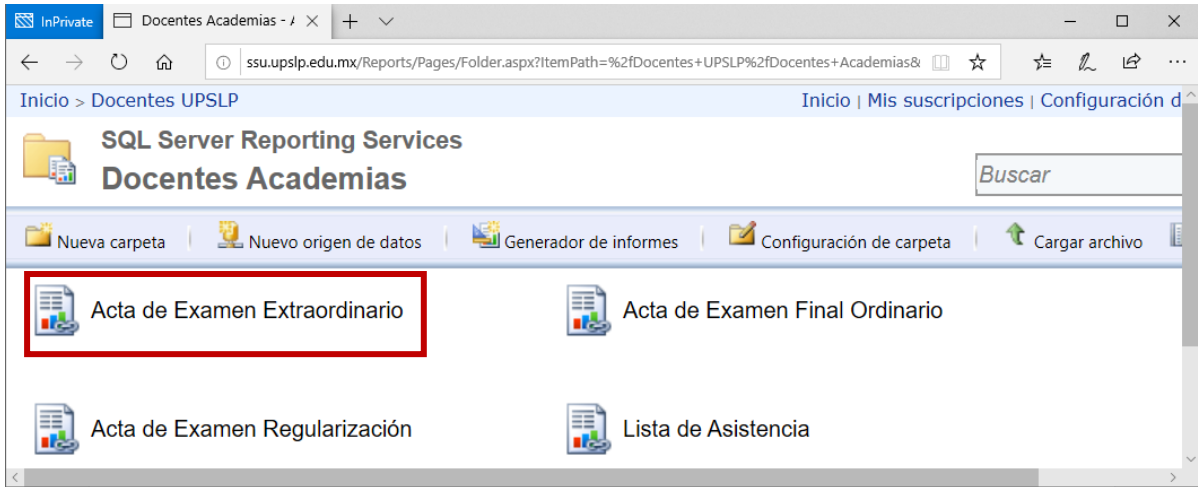 InPrivate
Docentes Academias - A
ssu.upslp.edu.mx/Reports/Pages/Folder.aspx?ItemPath=%2fDocentes+UPSLP%2fDocentes+Academias&
Inicio > Docentes UPSLP
Inicio | Mis suscripciones | Configuración d
SQL Server Reporting Services
Docentes Academias
Buscar
Nueva carpeta | Nuevo origen de datos | Generador de informes | Configuración de carpeta | Cargar archivo
Acta de Examen Extraordinario
Acta de Examen Final Ordinario
Acta de Examen Regularización
Lista de Asistencia